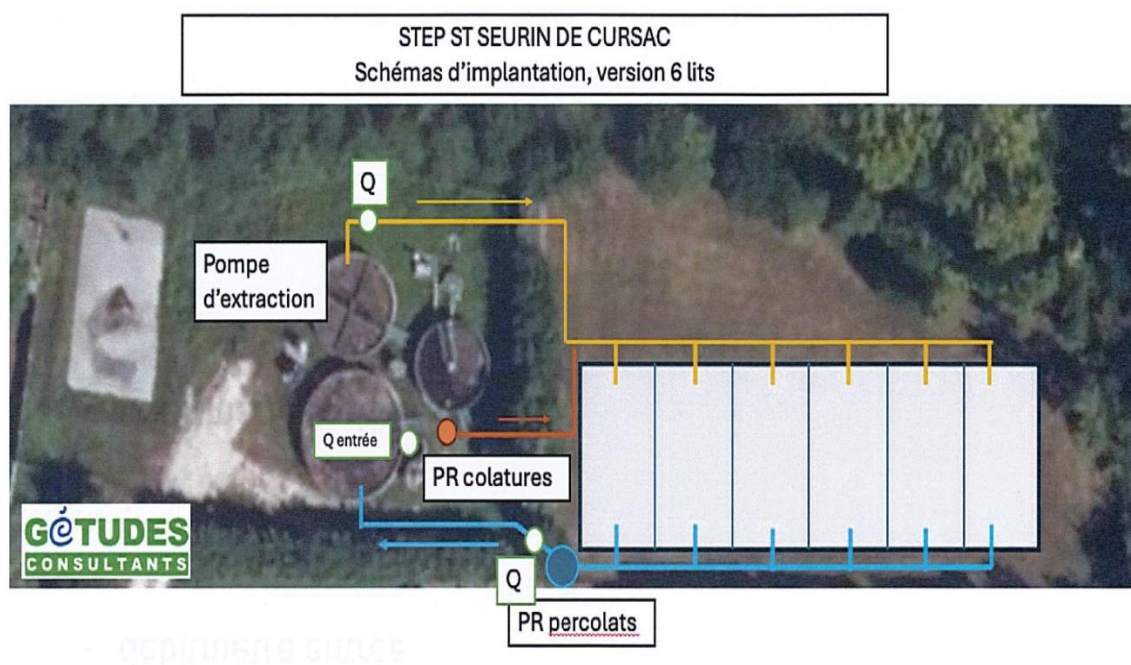 STEP ST SEURIN DE CURSAC
Schémas d'implantation, version 6 lits
Q
Pompe
d'extraction
Q entrée
PR colatures
GéTUDES
CONSULTANTS
Q
PR percolats